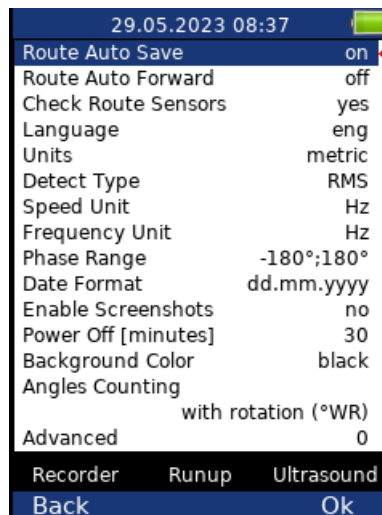 29.05.2023 08:37
Route Auto Save on
Route Auto Forward off
Check Route Sensors yes
Language eng
Units metric
Detect Type RMS
Speed Unit Hz
Frequency Unit Hz
Phase Range -180°;180°
Date Format dd.mm.yyyy
Enable Screenshots no
Power Off [minutes] 30
Background Color black
Angles Counting
with rotation (°WR)
Advanced 0
Recorder Runup Ultrasound
Back Ok